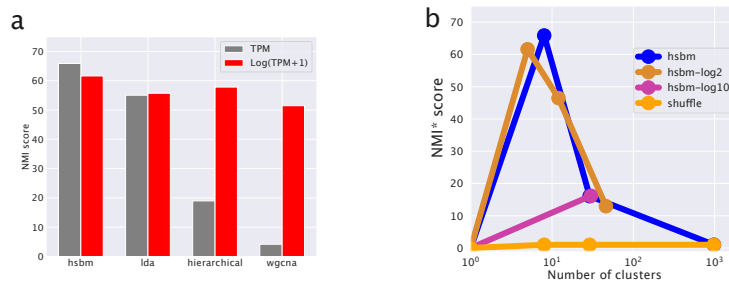 a
NMI score
70
60
50
40
30
20
10
0
TPM
Log(TPM+1)
hsbm lda hierarchical wgcna
b
NMI* score
70
60
50
40
30
20
10
0
hsbm
hsbm-log2
hsbm-log10
shuffle
10⁰ 10¹ 10² 10³
Number of clusters